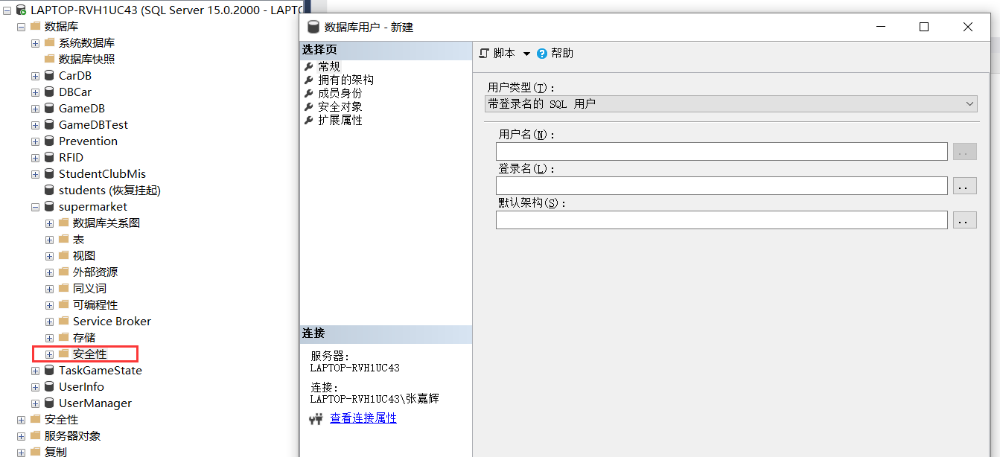 LAPTOP-RVH1UC43 (SQL Server 15.0.2000 - LAPTO
数据库
系统数据库
数据库快照
CarDB
DBCar
GameDB
GameDBTest
Prevention
RFID
StudentClubMis
students (恢复挂起)
supermarket
数据库关系图
表
视图
外部资源
同义词
可编程性
Service Broker
存储
安全性
TaskGameState
UserInfo
UserManager
安全性
服务器对象
复制
数据库用户 - 新建
选择页
常规
拥有的架构
成员身份
安全对象
扩展属性
连接
服务器:
LAPTOP-RVH1UC43
连接:
LAPTOP-RVH1UC43\张嘉辉
查看连接属性
脚本 帮助
用户类型(T):
带登录名的 SQL 用户
用户名(N):
..
登录名(L):
..
默认架构(S):
..